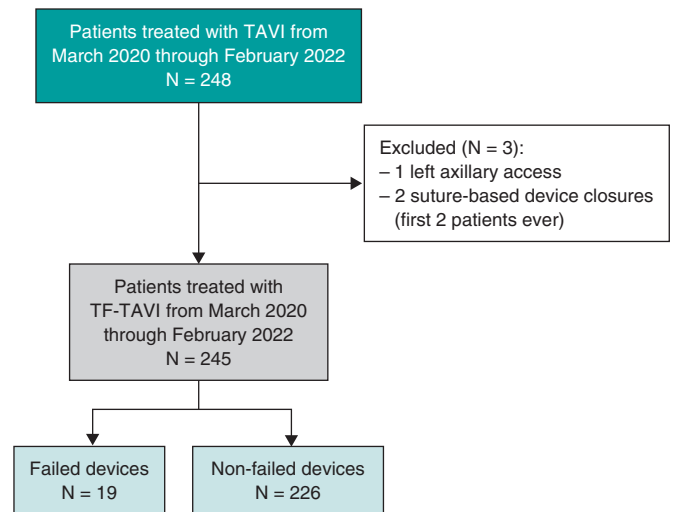 Patients treated with TAVI from
March 2020 through February 2022
N = 248
Excluded (N = 3):
– 1 left axillary access
– 2 suture-based device closures
(first 2 patients ever)
Patients treated with
TF-TAVI from March 2020
through February 2022
N = 245
Failed devices
N = 19
Non-failed devices
N = 226